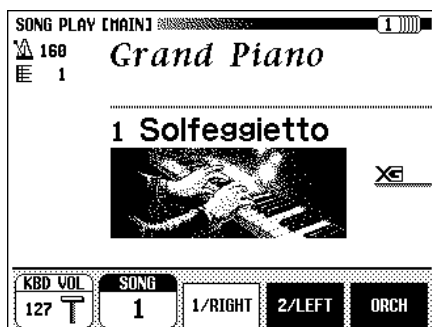 SONG PLAY [MAIN] 1
160
1
Grand Piano
1 Solfeggietto
XG
KBD VOL
127
SONG
1
1/RIGHT
2/LEFT
ORCH